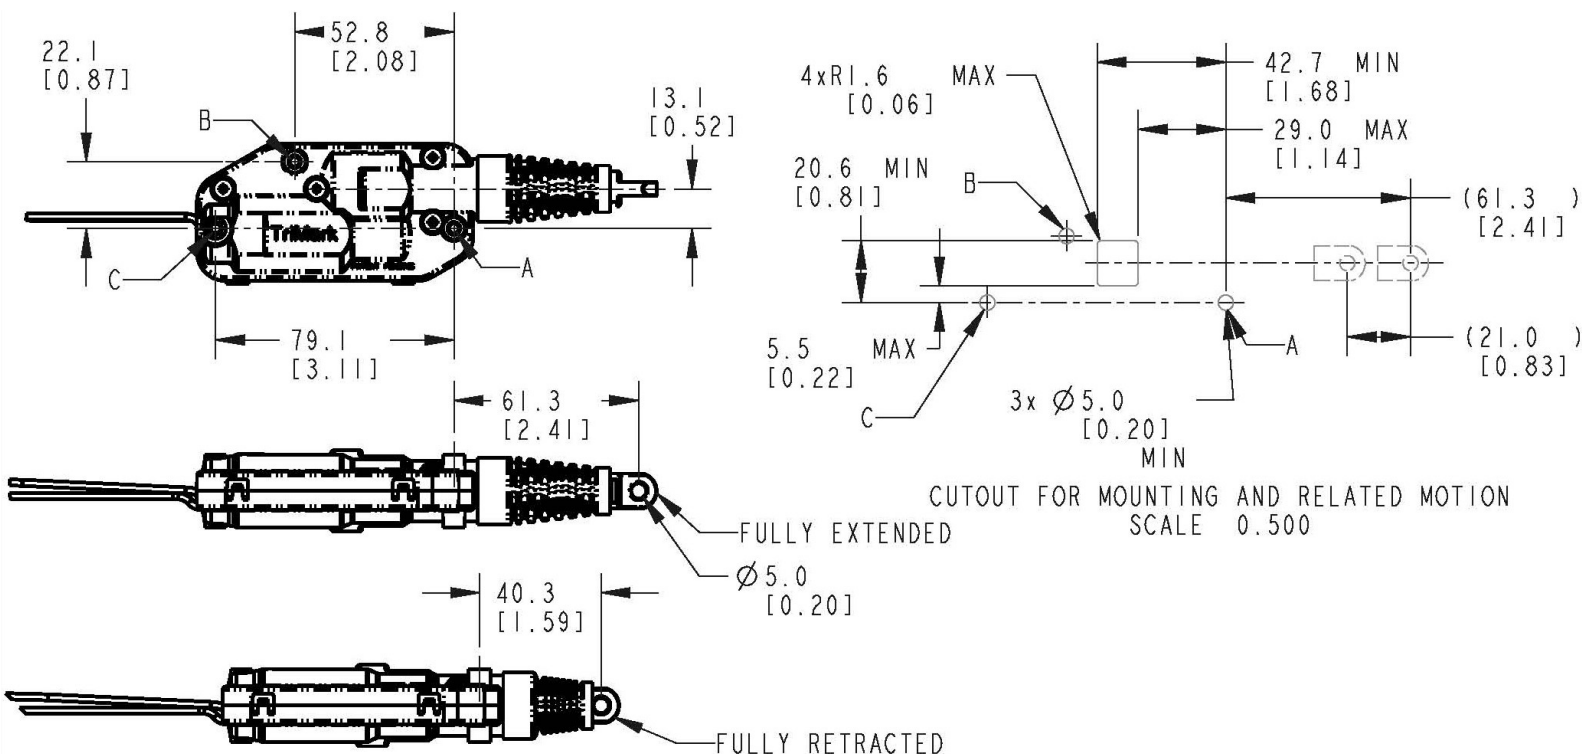 52.8
[2.08]
22.1
[0.87]
13.1
[0.52]
B
TriMark
C
A
79.1
[3.11]
61.3
[2.41]
FULLY EXTENDED
Ø5.0
[0.20]
40.3
[1.59]
FULLY RETRACTED
4xR1.6 MAX
[0.06]
42.7 MIN
[1.68]
29.0 MAX
[1.14]
20.6 MIN
[0.81]
B
(61.3 )
[2.41]
5.5 MAX
[0.22]
A
(21.0 )
[0.83]
C
3x Ø5.0
[0.20]
MIN
CUTOUT FOR MOUNTING AND RELATED MOTION
SCALE 0.500